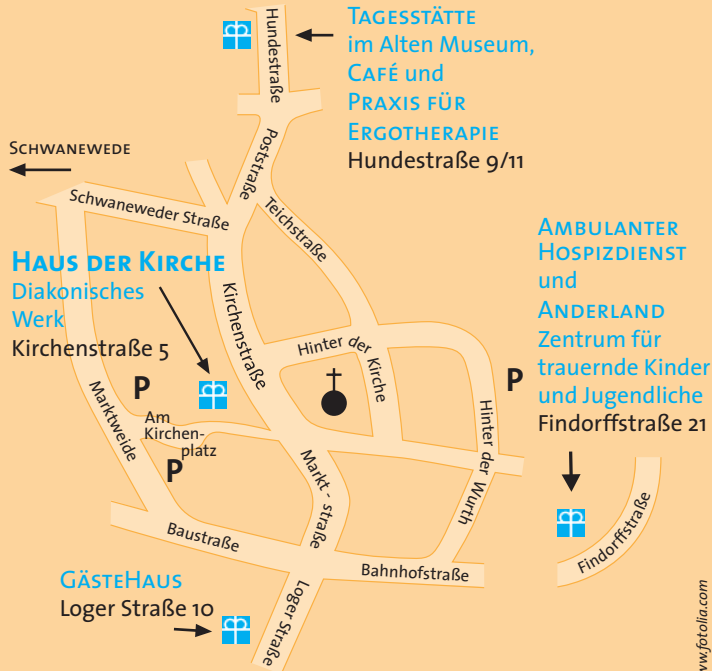 TAGESSTÄTTE
im Alten Museum,
CAFÉ und
PRAXIS FÜR
ERGOTHERAPIE
Hundestraße 9/11
Hundestraße
SCHWANEWEDE
Poststraße
Schwaneweder Straße
Teichstraße
HAUS DER KIRCHE
Diakonisches
Werk
Kirchenstraße 5
AMBULANTER
HOSPIZDIENST
und
ANDERLAND
Zentrum für
trauernde Kinder
und Jugendliche
Findorffstraße 21
Kirchenstraße
Hinter der
Kirche
P
P
Am
Kirchen-
platz
P
Marktweide
Hinter der Wurth
Markt-
straße
Baustraße
Bahnhofstraße
Findorffstraße
GÄSTEHAUS
Loger Straße 10
Loger Straße
ww.fotolia.com